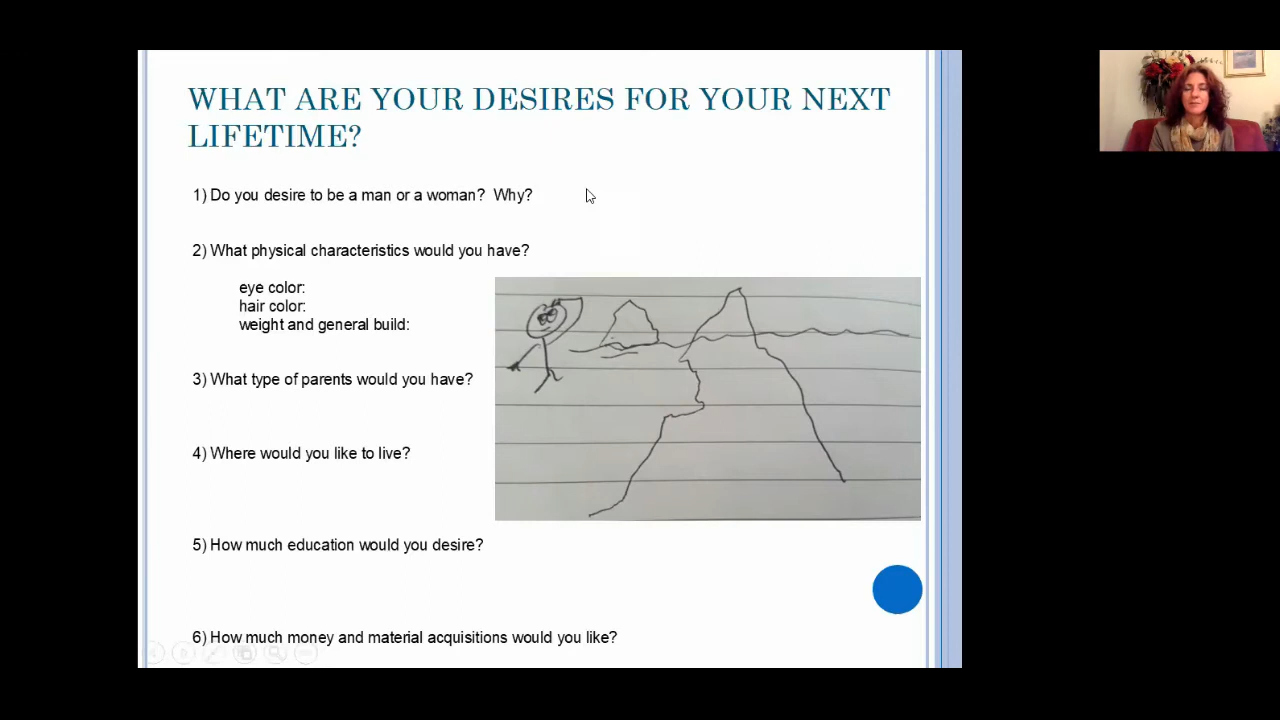 WHAT ARE YOUR DESIRES FOR YOUR NEXT
LIFETIME?
1) Do you desire to be a man or a woman?  Why?
2) What physical characteristics would you have?
eye color:
hair color:
weight and general build:
3) What type of parents would you have?
4) Where would you like to live?
5) How much education would you desire?
6) How much money and material acquisitions would you like?